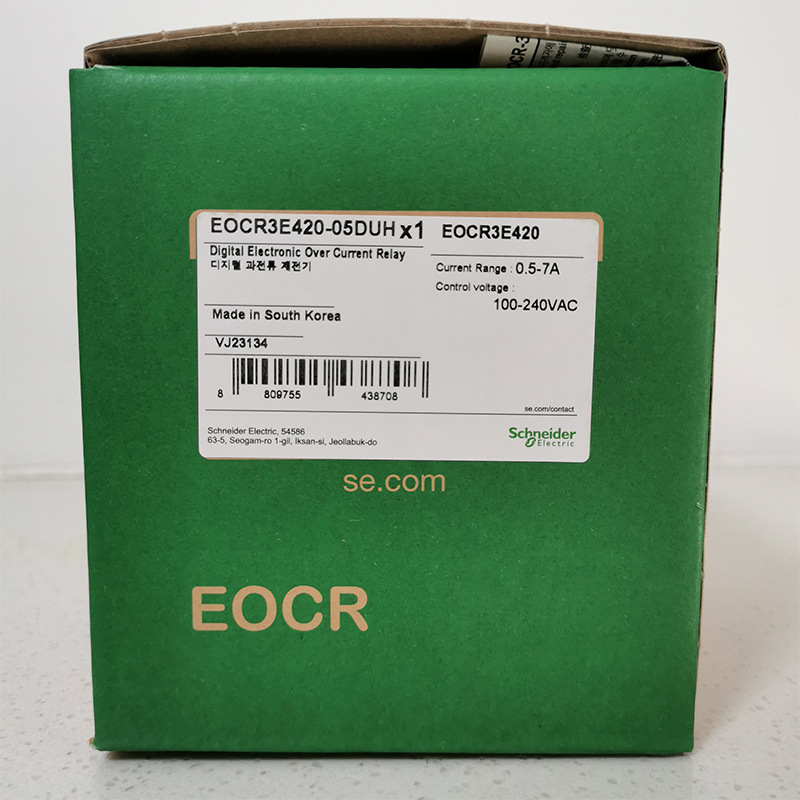 OCR-3
EOCR3E420-05DUH x1
EOCR3E420
Digital Electronic Over Current Relay
디지털 과전류 계전기
Current Range : 0.5-7A
Control voltage :
100-240VAC
Made in South Korea
VJ23134
8 809755 438708
se.com/contact
Schneider Electric, 54586
63-5, Seogam-ro 1-gil, Iksan-si, Jeollabuk-do
Schneider
Electric
se.com
EOCR